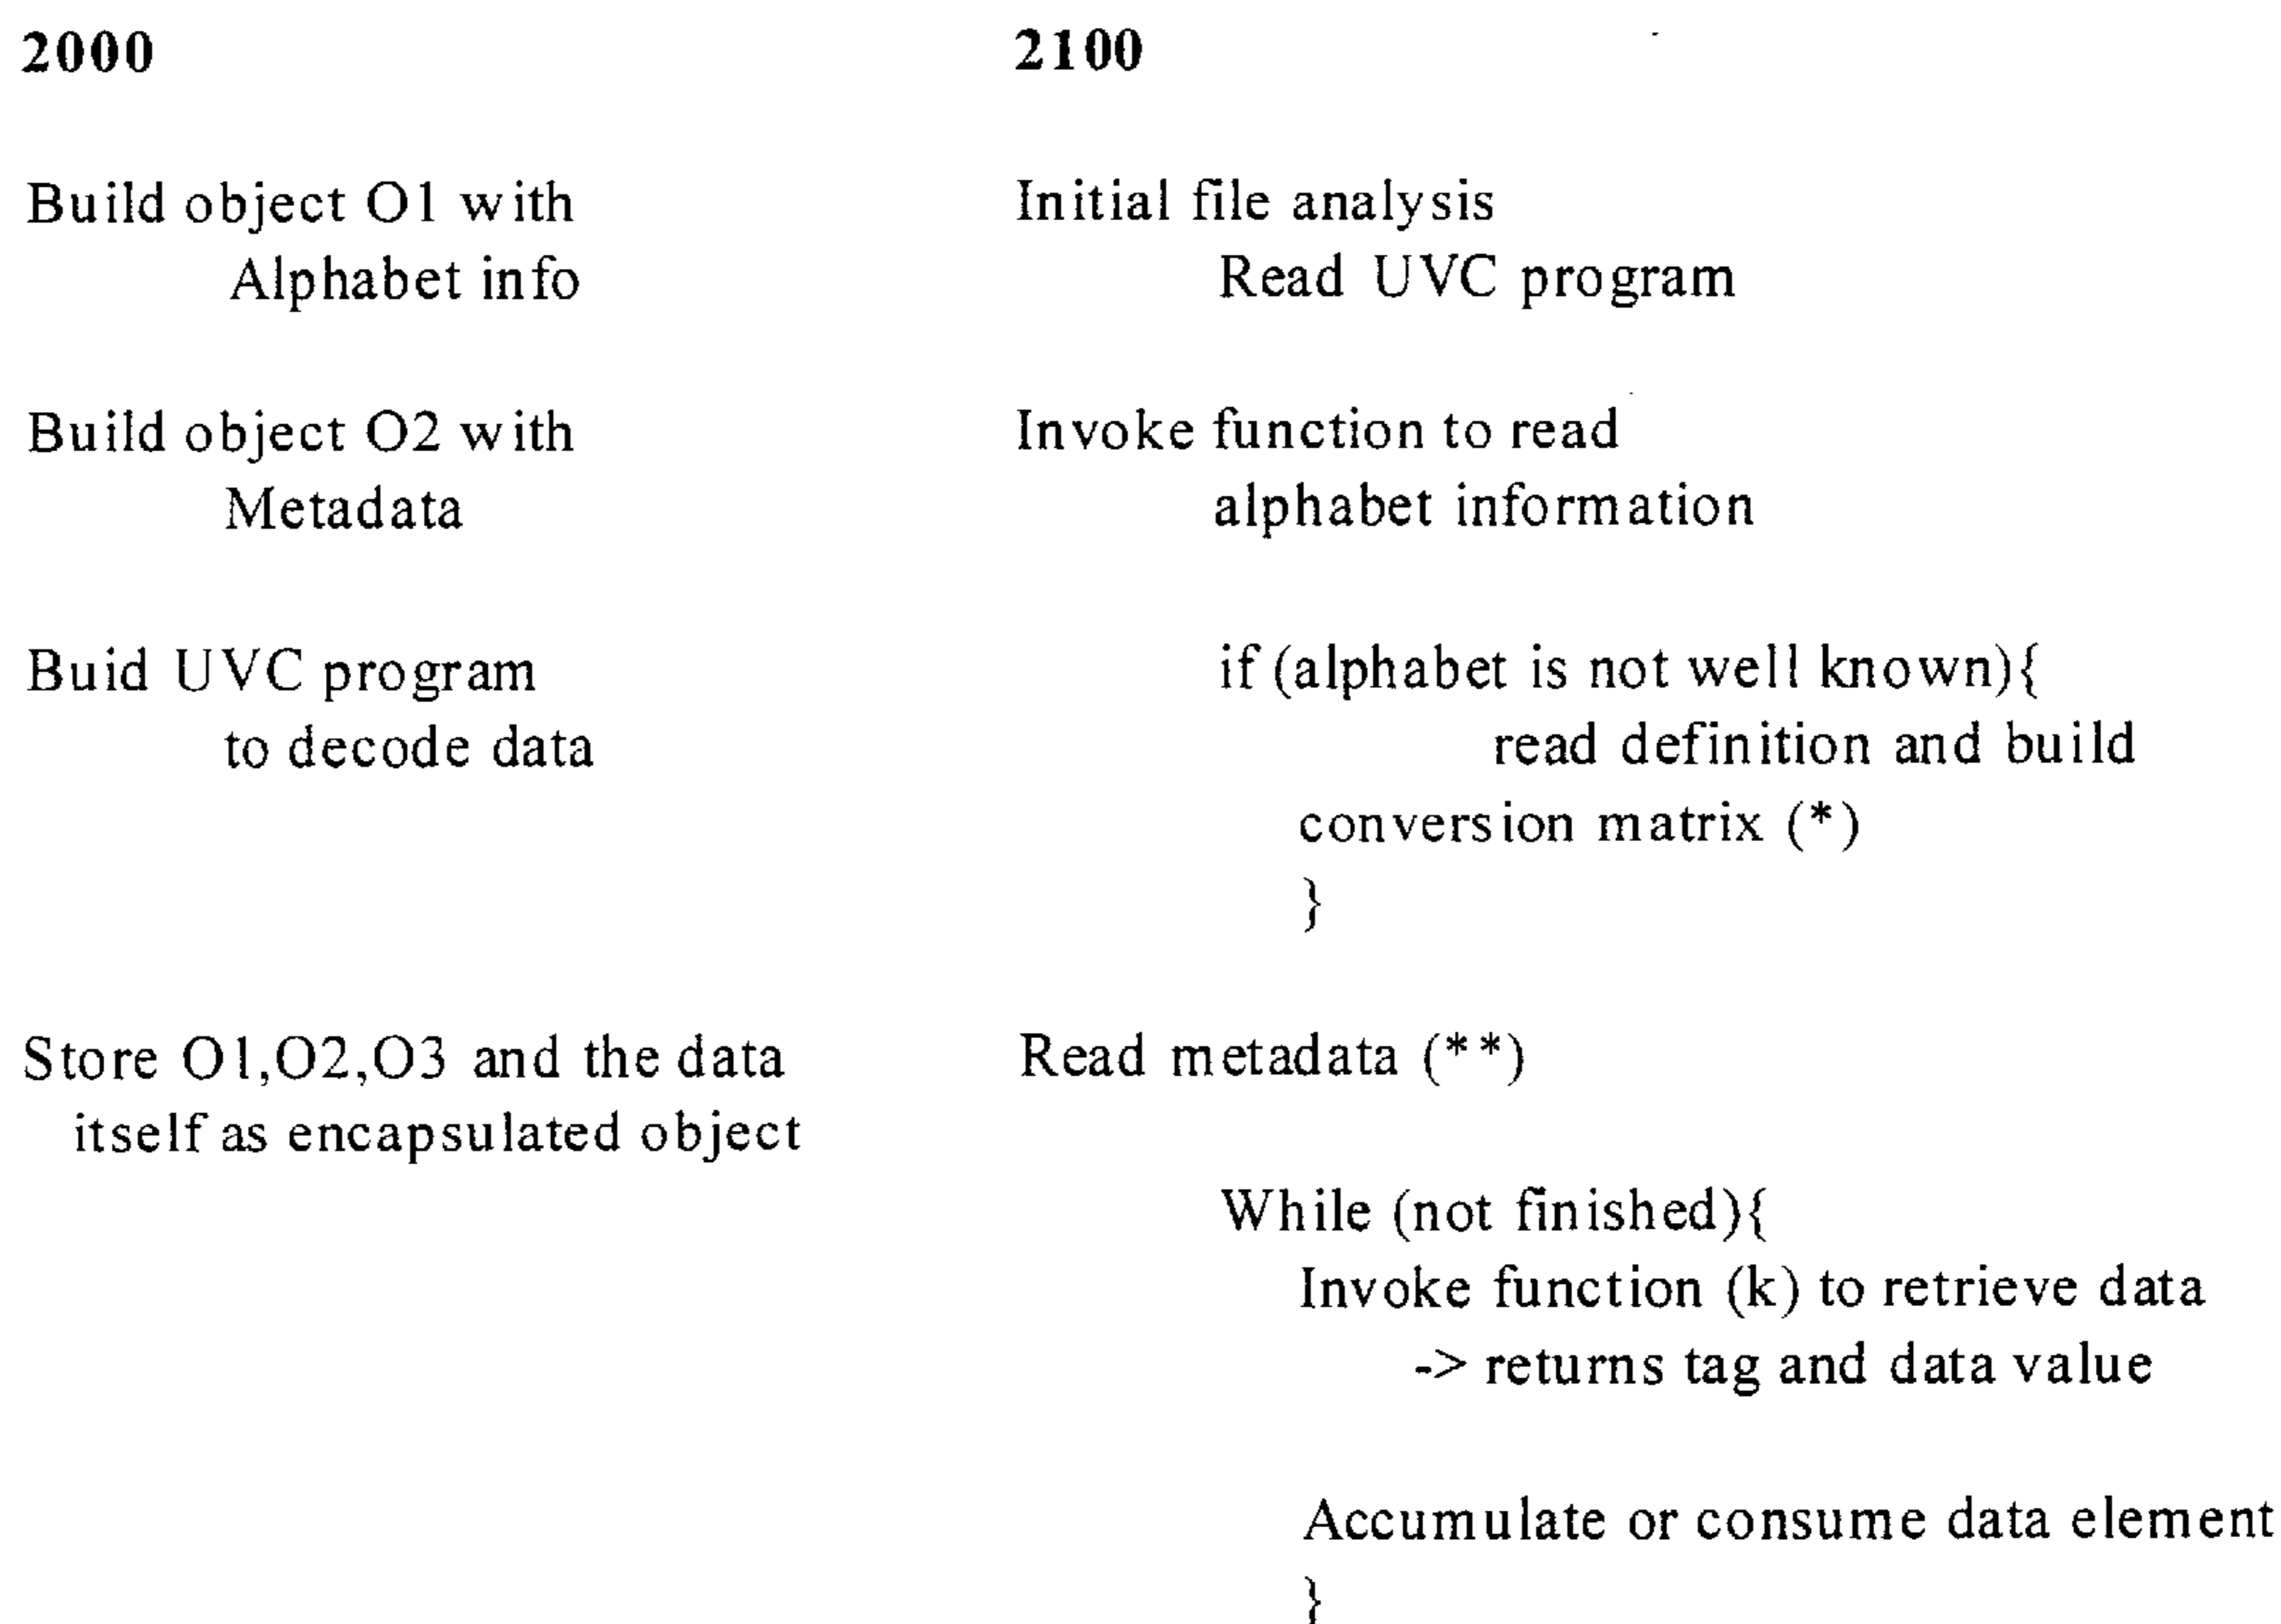 2000
Build object O1 with
Alphabet info
Build object O2 with
Metadata
Buid UVC program
to decode data
Store O1,O2,O3 and the data
itself as encapsulated object
2100
Initial file analysis
Read UVC program
Invoke function to read
alphabet information
if (alphabet is not well known){
read definition and build
conversion matrix (*)
}
Read metadata (**)
While (not finished){
Invoke function (k) to retrieve data
-> returns tag and data value
Accumulate or consume data element
}